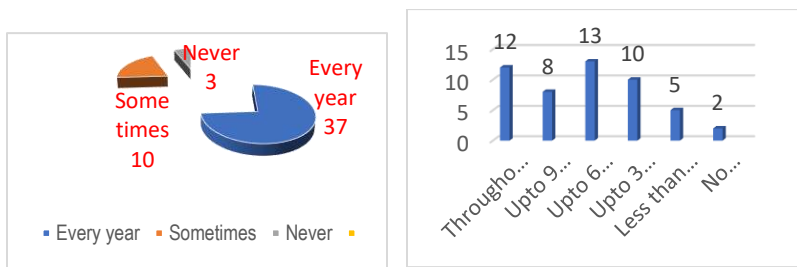 Never
3
Every
year
37
Some
times
10
Every year Sometimes Never
12
8
13
10
5
2
15
10
5
0
Througho...
Upto 9...
Upto 6...
Upto 3...
Less than...
No...